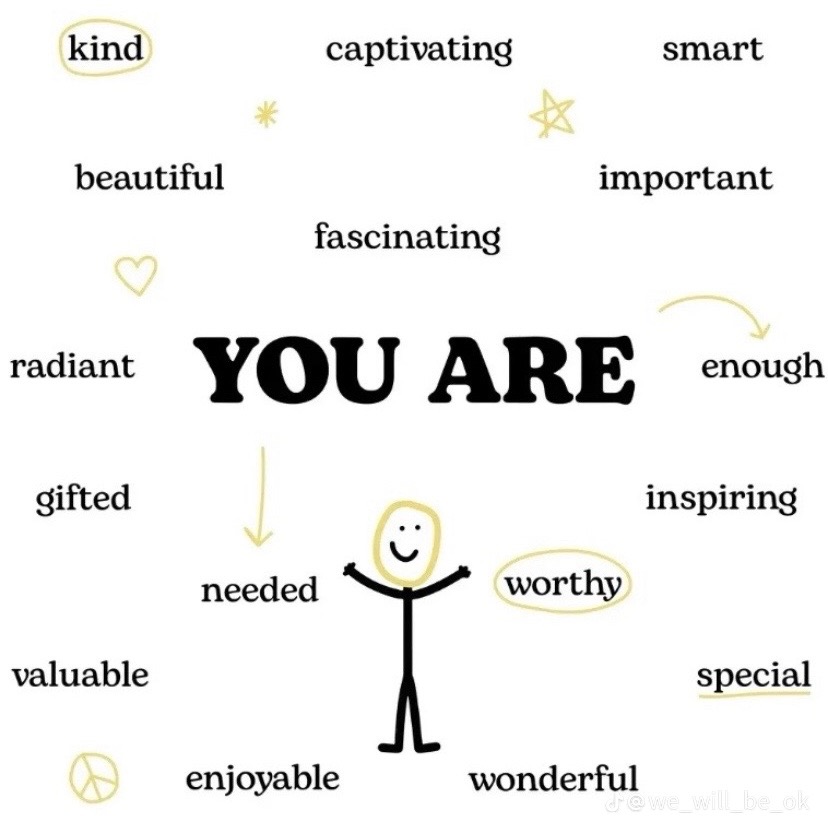 kind captivating smart
beautiful important
fascinating
radiant YOU ARE enough
gifted inspiring
needed worthy
valuable special
enjoyable wonderful
@we_will_be_ok